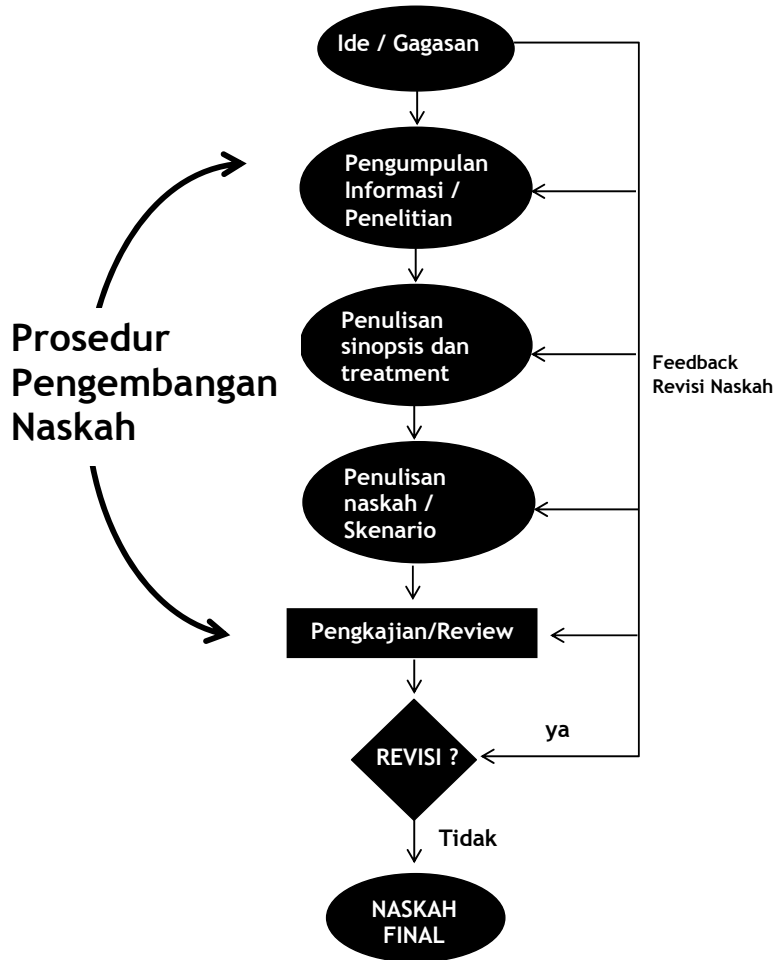 Ide / Gagasan
Pengumpulan
Informasi /
Penelitian
Prosedur
Pengembangan
Naskah
Penulisan
sinopsis dan
treatment
Feedback
Revisi Naskah
Penulisan
naskah /
Skenario
Pengkajian/Review
ya
REVISI ?
Tidak
NASKAH
FINAL